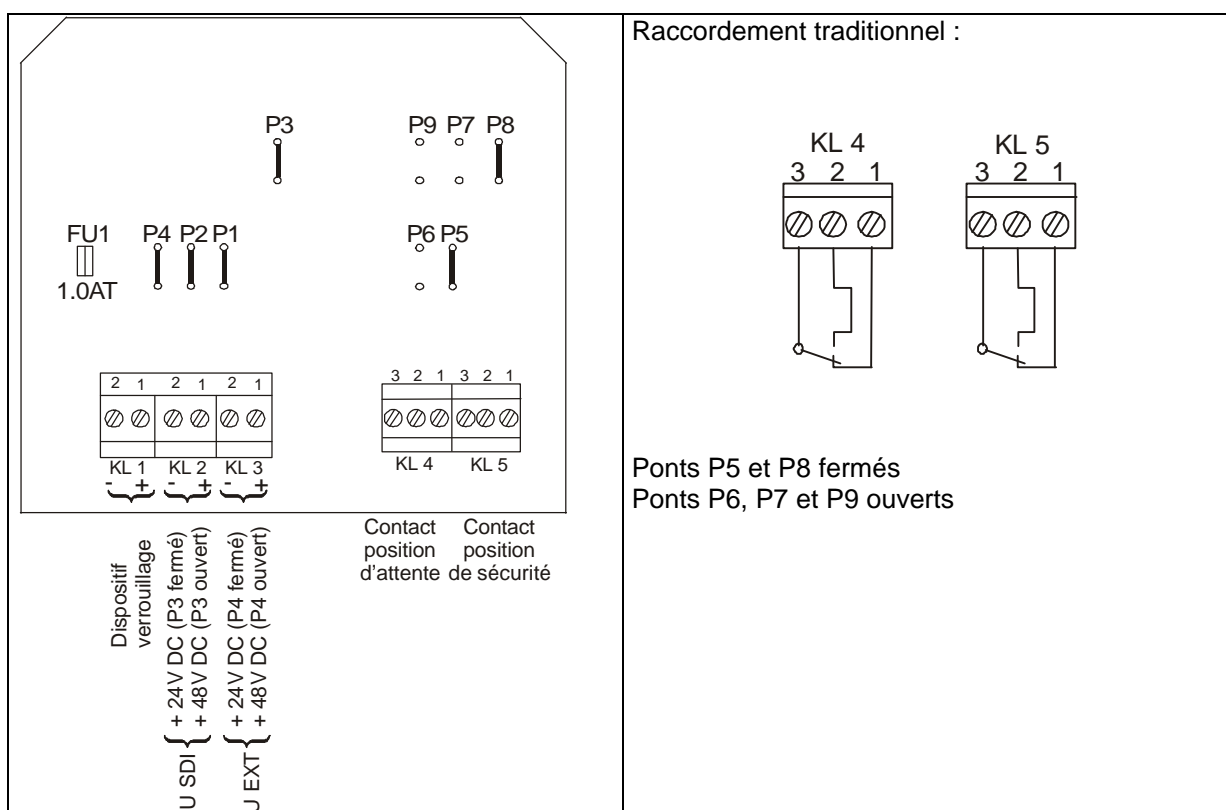 Raccordement traditionnel :
P3
P9 P7 P8
FU1
P4 P2 P1
P6 P5
1.0AT
2 1 2 1 2 1
3 2 1 3 2 1
KL 1 KL 2 KL 3
- + - + - +
KL 4 KL 5
Dispositif
verrouillage
+ 24V DC (P3 fermé)
+ 48V DC (P3 ouvert)
+ 24V DC (P4 fermé)
+ 48V DC (P4 ouvert)
U SDI
U EXT
Contact
position
d'attente
Contact
position
de sécurité
KL 4
3 2 1
KL 5
3 2 1
Ponts P5 et P8 fermés
Ponts P6, P7 et P9 ouverts